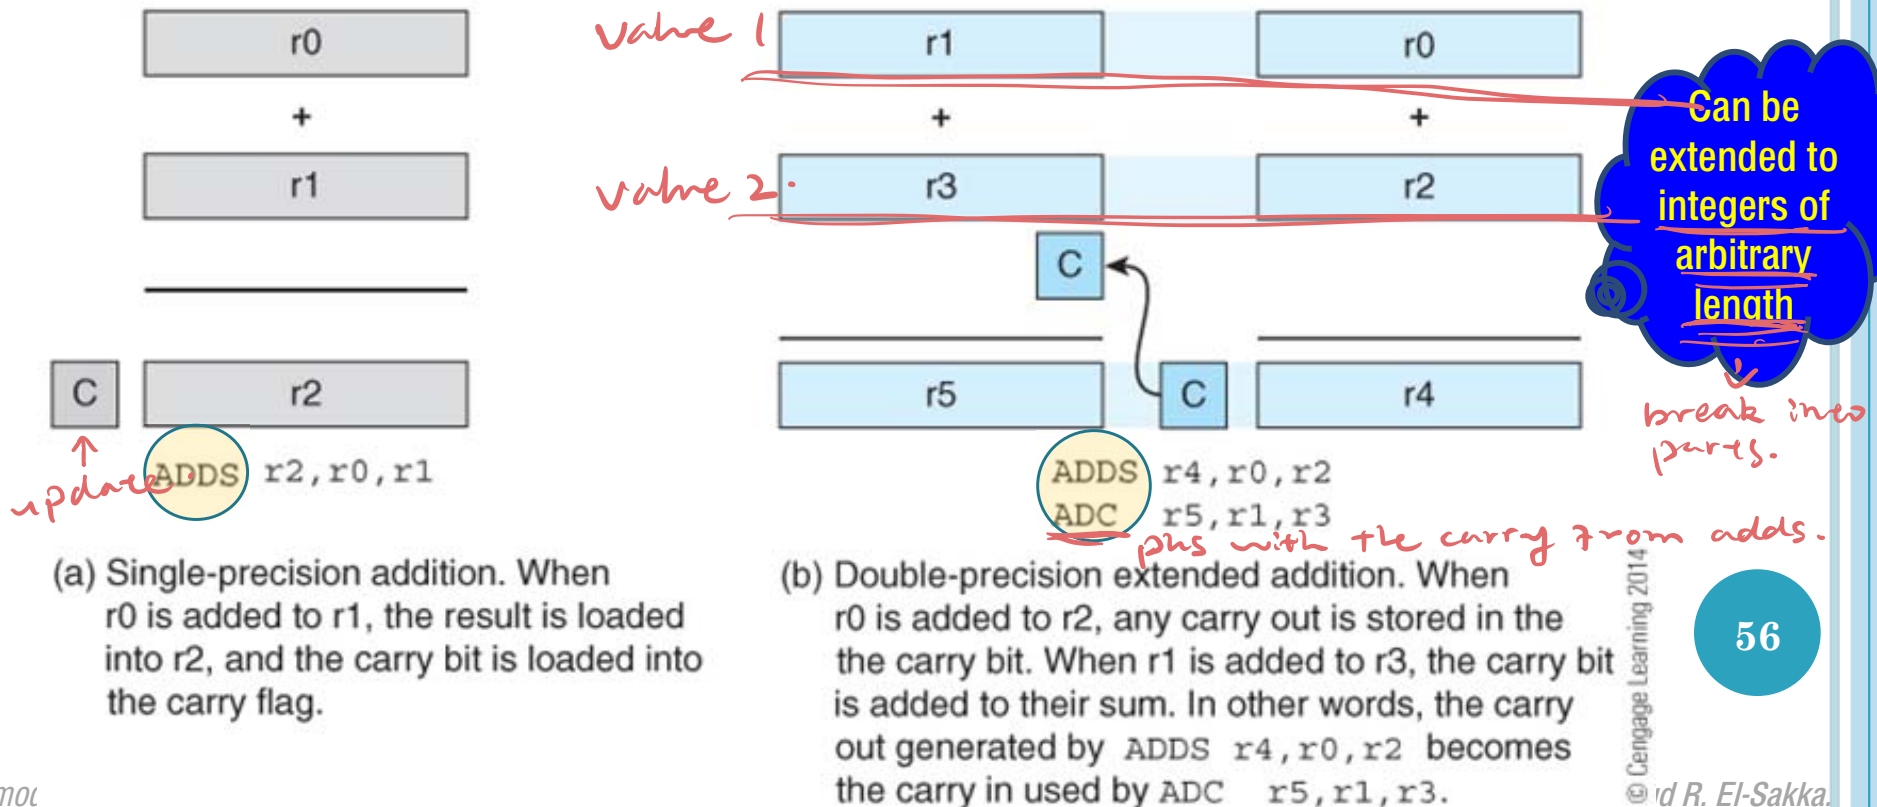 r0
+
r1
C
r2
update
ADDS r2,r0,r1
(a) Single-precision addition. When
r0 is added to r1, the result is loaded
into r2, and the carry bit is loaded into
the carry flag.
value 1
r1
r0
+
+
value 2
r3
r2
C
r5
C
r4
ADDS r4,r0,r2
ADC r5,r1,r3
plus with the carry from adds.
(b) Double-precision extended addition. When
r0 is added to r2, any carry out is stored in the
the carry bit. When r1 is added to r3, the carry bit
is added to their sum. In other words, the carry
out generated by ADDS r4,r0,r2 becomes
the carry in used by ADC r5,r1,r3.
Can be
extended to
integers of
arbitrary
length
break into
parts.
© Cengage Learning 2014
56
R. El-Sakka.